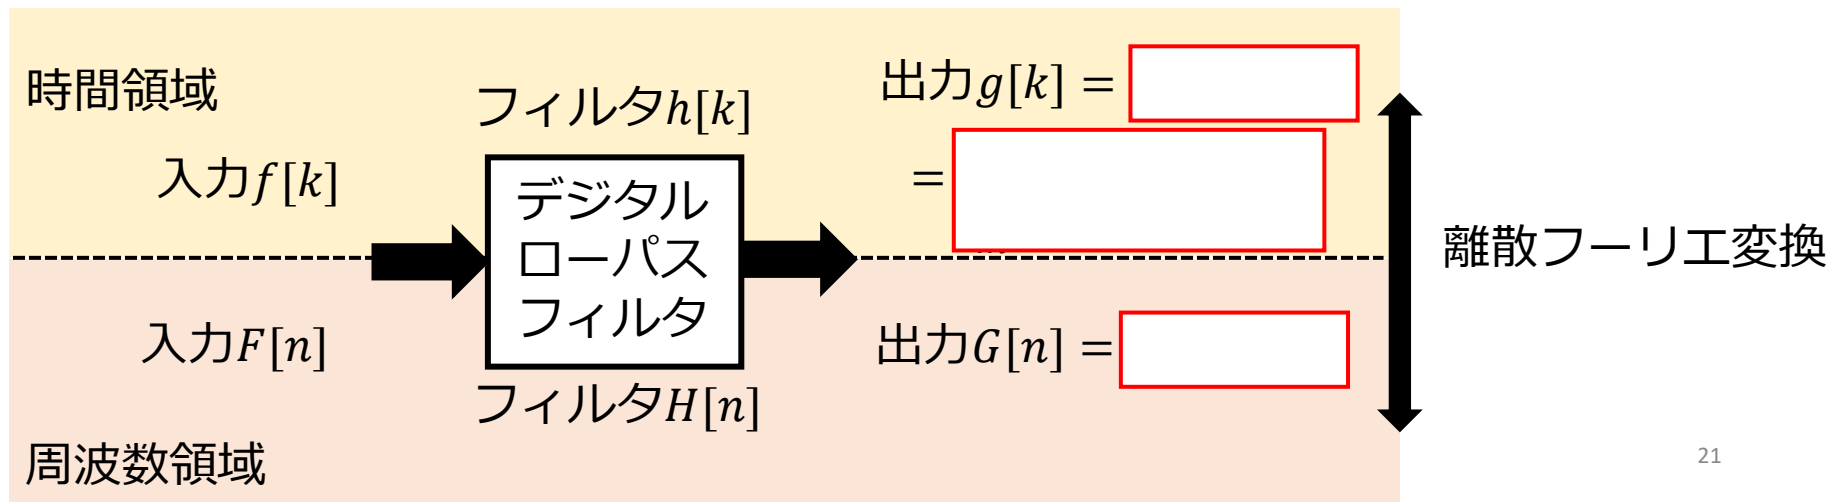 時間領域
フィルタh[k]
出力g[k] =
入力f[k]
=
デジタル
ローパス
フィルタ
離散フーリエ変換
入力F[n]
出力G[n] =
フィルタH[n]
周波数領域
21